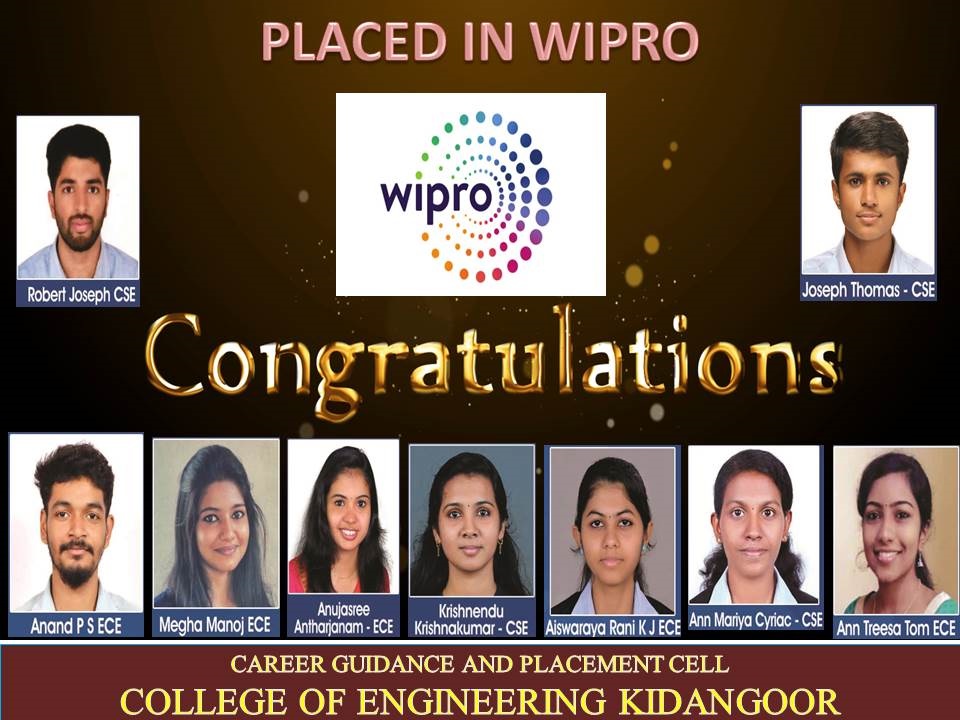 PLACED IN WIPRO
wipro
Robert Joseph CSE
Joseph Thomas - CSE
Congratulations
Anand P S ECE
Megha Manoj ECE
Anujasree
Antharjanam - ECE
Krishnendu
Krishnakumar - CSE
Aiswaraya Rani K J ECE
Ann Mariya Cyriac - CSE
Ann Treesa Tom ECE
CAREER GUIDANCE AND PLACEMENT CELL
COLLEGE OF ENGINEERING KIDANGOOR